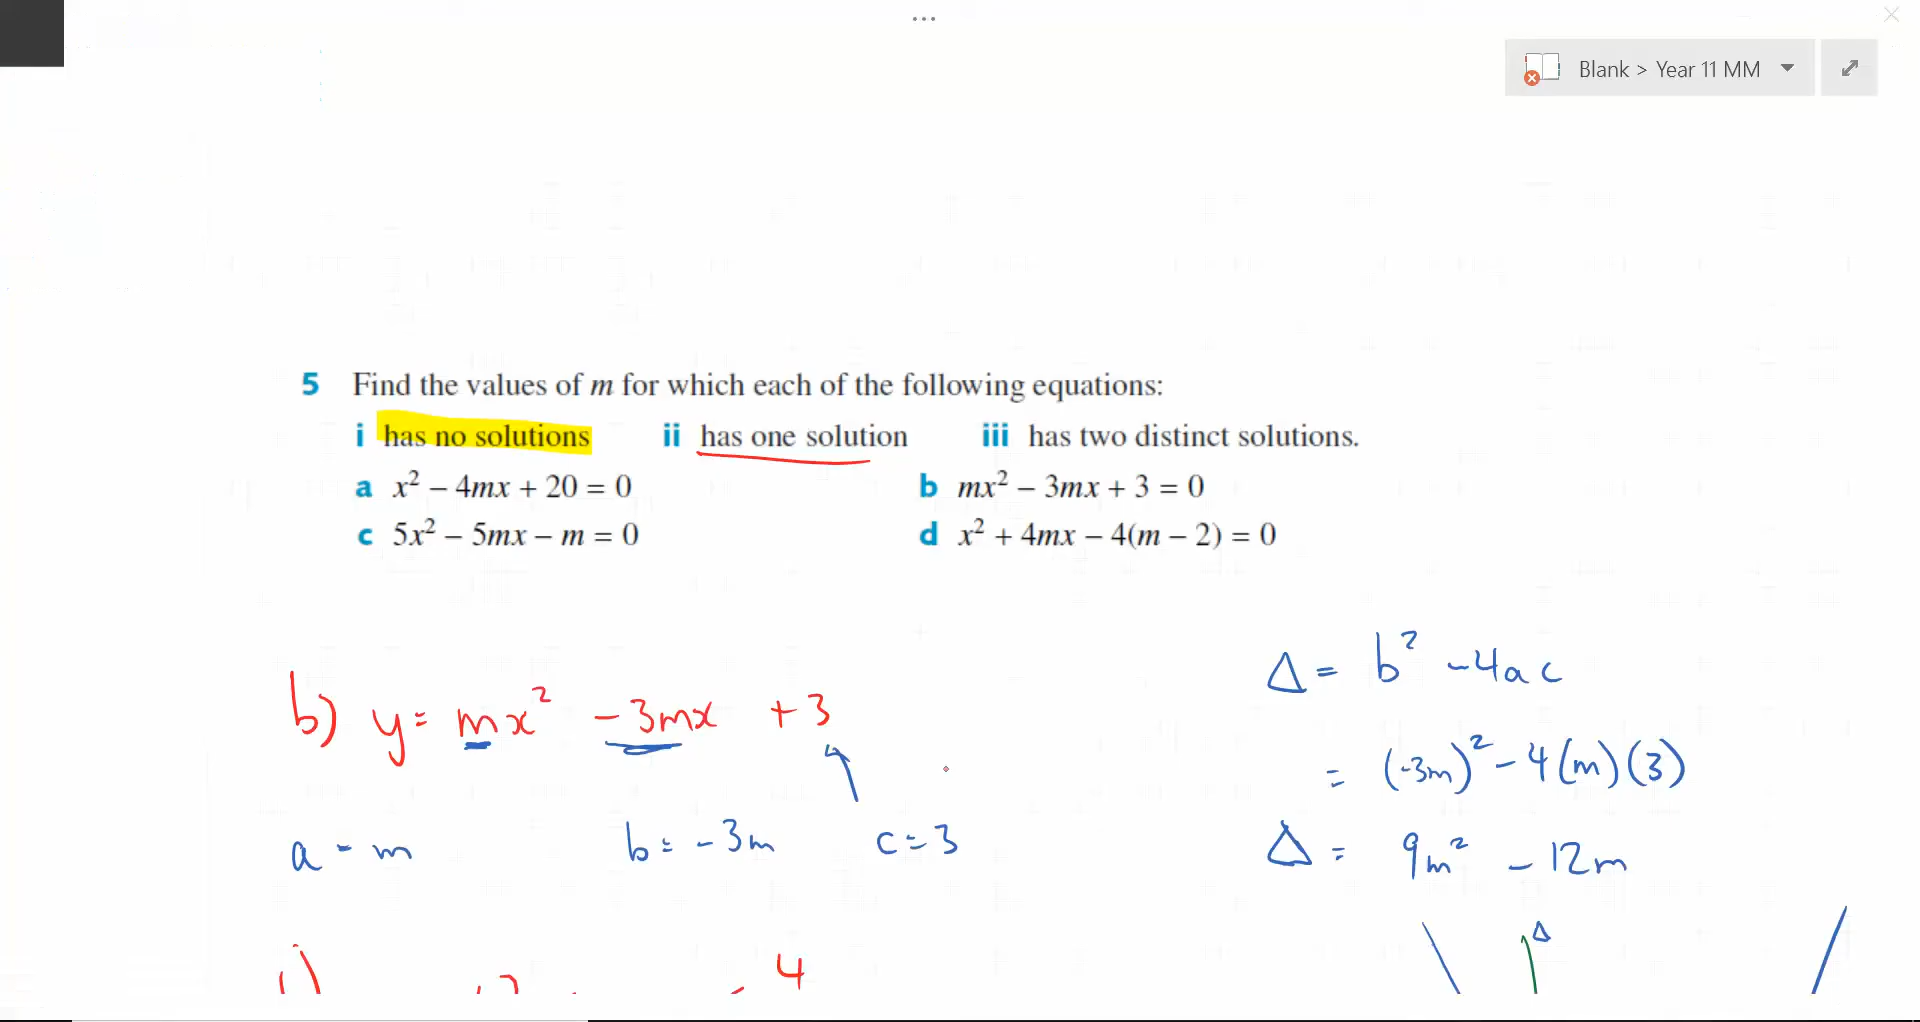 Blank > Year 11 MM
5 Find the values of m for which each of the following equations:
i has no solutions ii has one solution iii has two distinct solutions.
a x² – 4mx + 20 = 0 b mx² – 3mx + 3 = 0
c 5x² – 5mx – m = 0 d x² + 4mx – 4(m – 2) = 0
Δ = b² -4ac
b) y= mx² -3mx +3
= (-3m)² - 4(m)(3)
a = m b = -3m c=3
Δ = 9m² - 12m
Δ
4